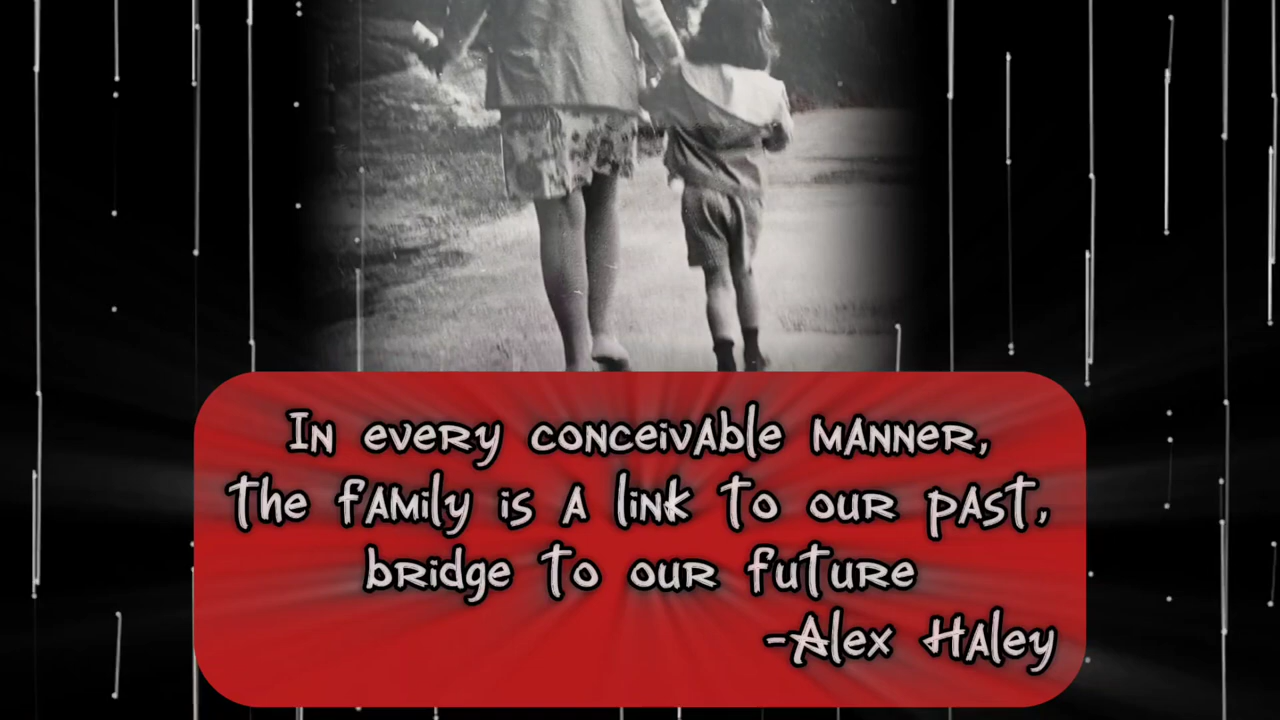 In every conceivable manner,
the family is a link to our past,
bridge to our future
-Alex Haley